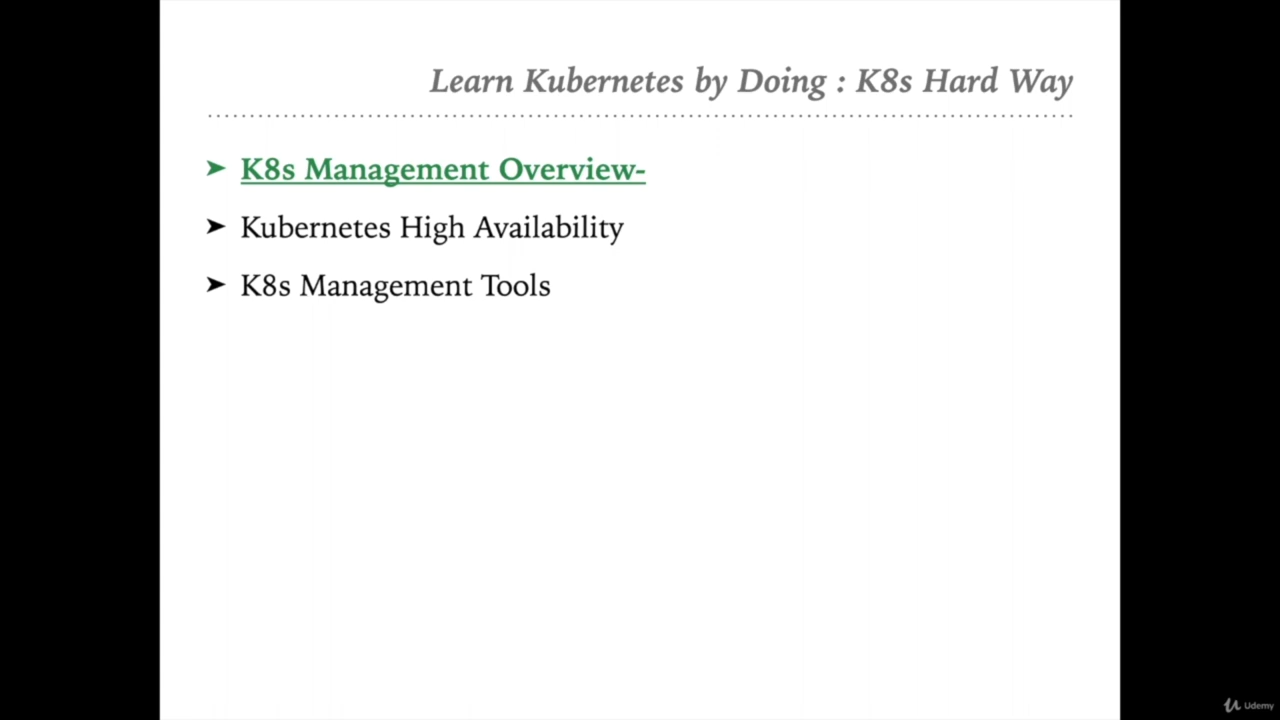 Learn Kubernetes by Doing : K8s Hard Way
➤ K8s Management Overview-
➤ Kubernetes High Availability
➤ K8s Management Tools
Udemy